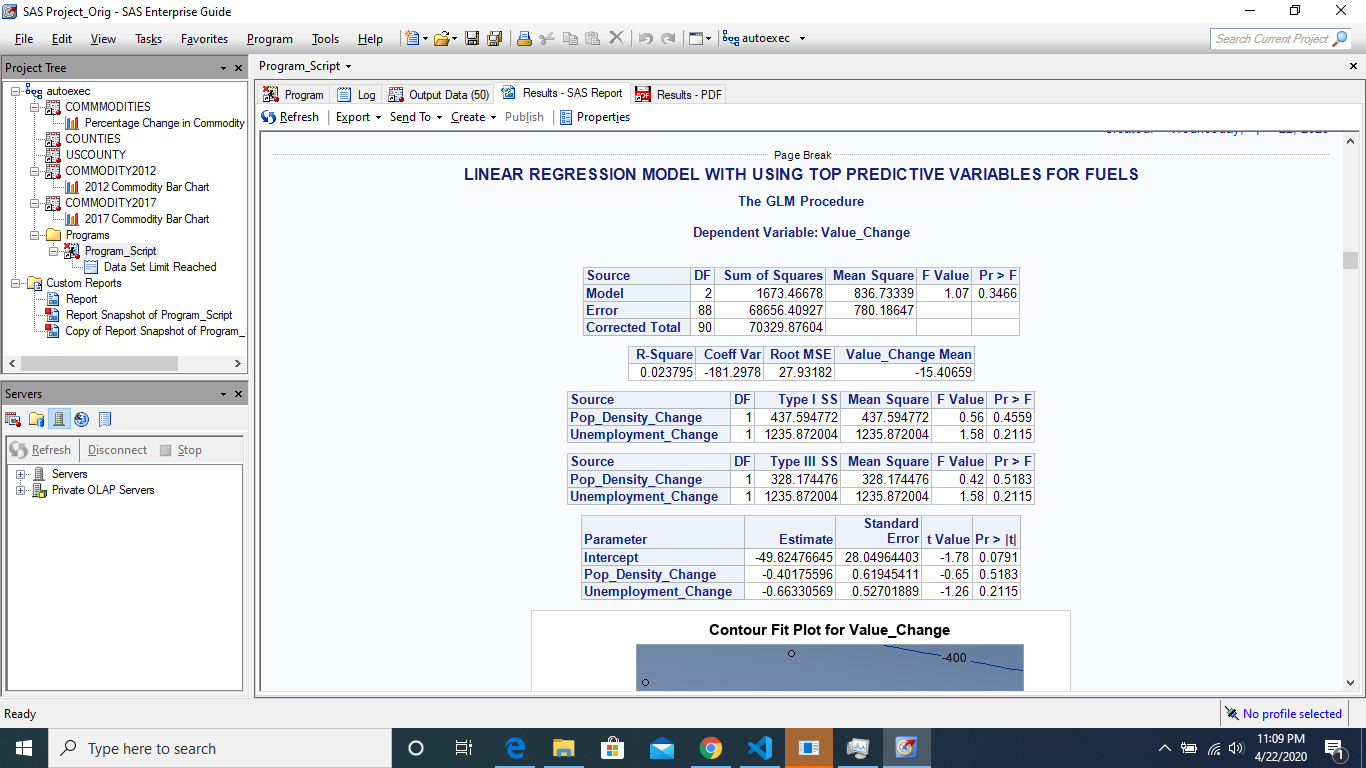 SAS Project_Orig - SAS Enterprise Guide
File Edit View Tasks Favorites Program Tools Help autoexec Search Current Project
Project Tree
autoexec
COMMMODITIES
Percentage Change in Commodity
COUNTIES
USCOUNTY
COMMODITY2012
2012 Commodity Bar Chart
COMMODITY2017
2017 Commodity Bar Chart
Programs
Program_Script
Data Set Limit Reached
Custom Reports
Report
Report Snapshot of Program_Script
Copy of Report Snapshot of Program_
Servers
Refresh Disconnect Stop
Servers
Private OLAP Servers
Program_Script
Program Log Output Data (50) Results - SAS Report Results - PDF
Refresh Export Send To Create Publish Properties
Page Break
LINEAR REGRESSION MODEL WITH USING TOP PREDICTIVE VARIABLES FOR FUELS
The GLM Procedure
Dependent Variable: Value_Change
Source DF Sum of Squares Mean Square F Value Pr > F
Model 2 1673.46678 836.73339 1.07 0.3466
Error 88 68656.40927 780.18647
Corrected Total 90 70329.87604
R-Square Coeff Var Root MSE Value_Change Mean
0.023795 -181.2978 27.93182 -15.40659
Source DF Type I SS Mean Square F Value Pr > F
Pop_Density_Change 1 437.594772 437.594772 0.56 0.4559
Unemployment_Change 1 1235.872004 1235.872004 1.58 0.2115
Source DF Type III SS Mean Square F Value Pr > F
Pop_Density_Change 1 328.174476 328.174476 0.42 0.5183
Unemployment_Change 1 1235.872004 1235.872004 1.58 0.2115
Parameter Estimate Standard Error t Value Pr > |t|
Intercept -49.82476645 28.04964403 -1.78 0.0791
Pop_Density_Change -0.40175596 0.61945411 -0.65 0.5183
Unemployment_Change -0.66330569 0.52701889 -1.26 0.2115
Contour Fit Plot for Value_Change
-400
Ready
No profile selected
Type here to search
11:09 PM
4/22/2020
1